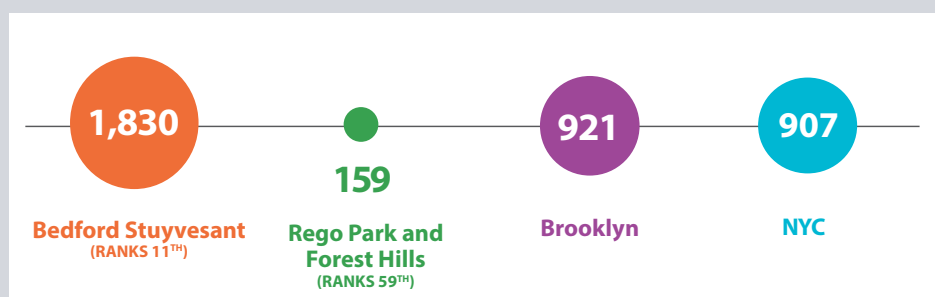 1,830
159
921
907
Bedford Stuyvesant
(RANKS 11TH)
Rego Park and
Forest Hills
(RANKS 59TH)
Brooklyn
NYC